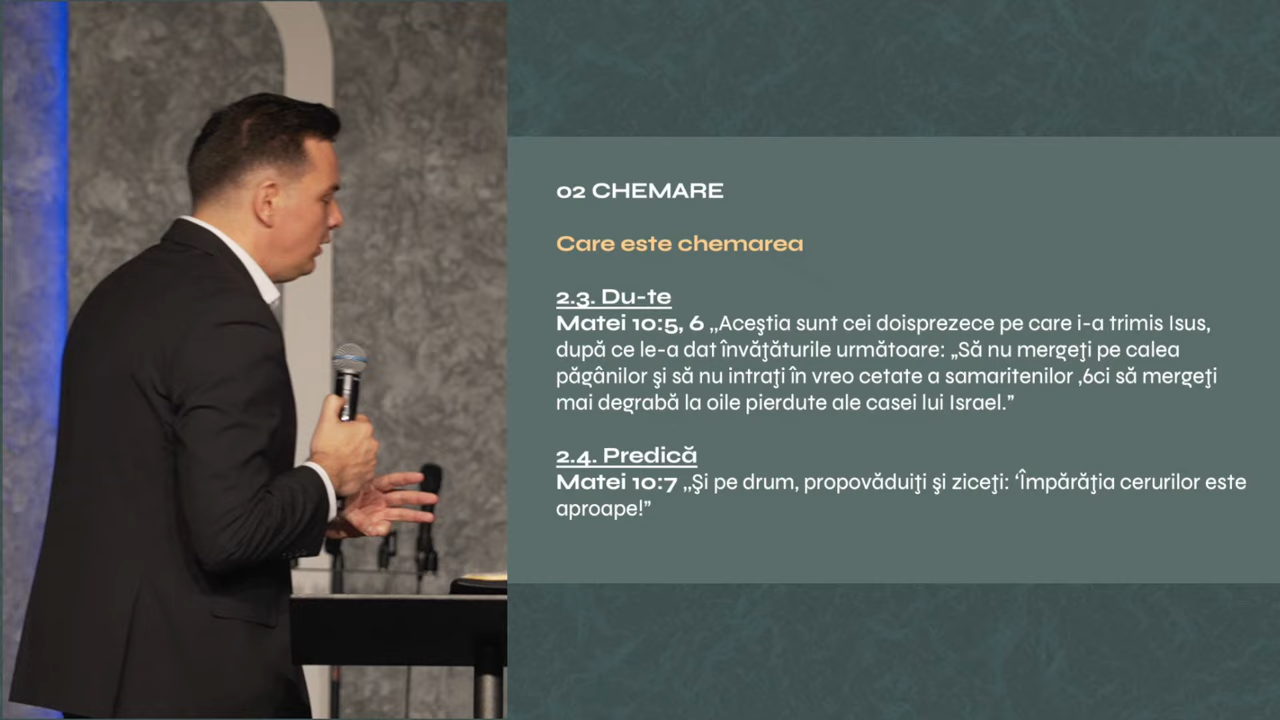 02 CHEMARE
Care este chemarea
2.3. Du-te
Matei 10:5, 6 „Aceştia sunt cei doisprezece pe care i-a trimis Isus,
după ce le-a dat învăţăturile următoare: „Să nu mergeţi pe calea
păgânilor şi să nu intraţi în vreo cetate a samaritenilor ,6ci să mergeţi
mai degrabă la oile pierdute ale casei lui Israel.”
2.4. Predică
Matei 10:7 „Şi pe drum, propovăduiţi şi ziceţi: ‘Împărăţia cerurilor este
aproape!”